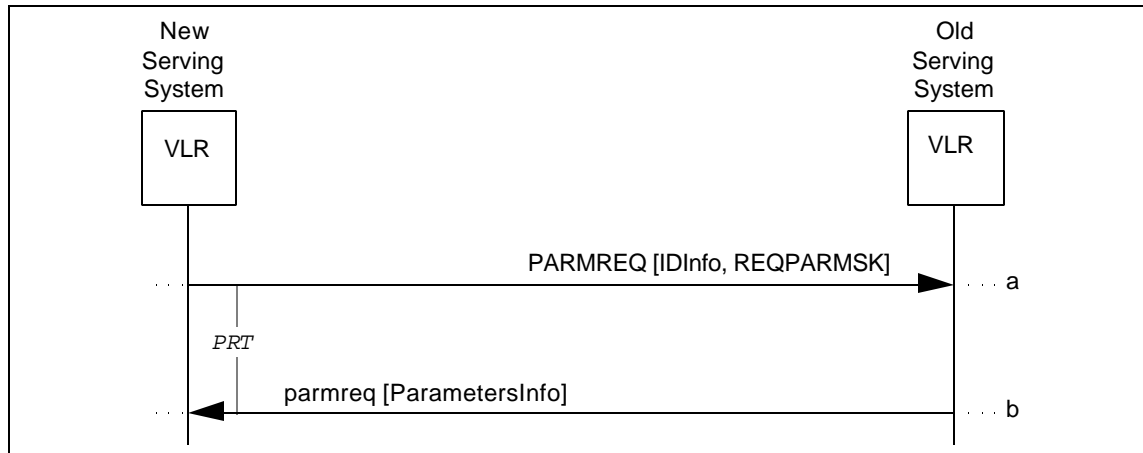 New
Serving
System
Old
Serving
System
VLR
VLR
PARMREQ [IDInfo, REQPARMSK]
a
PRT
parmreq [ParametersInfo]
b